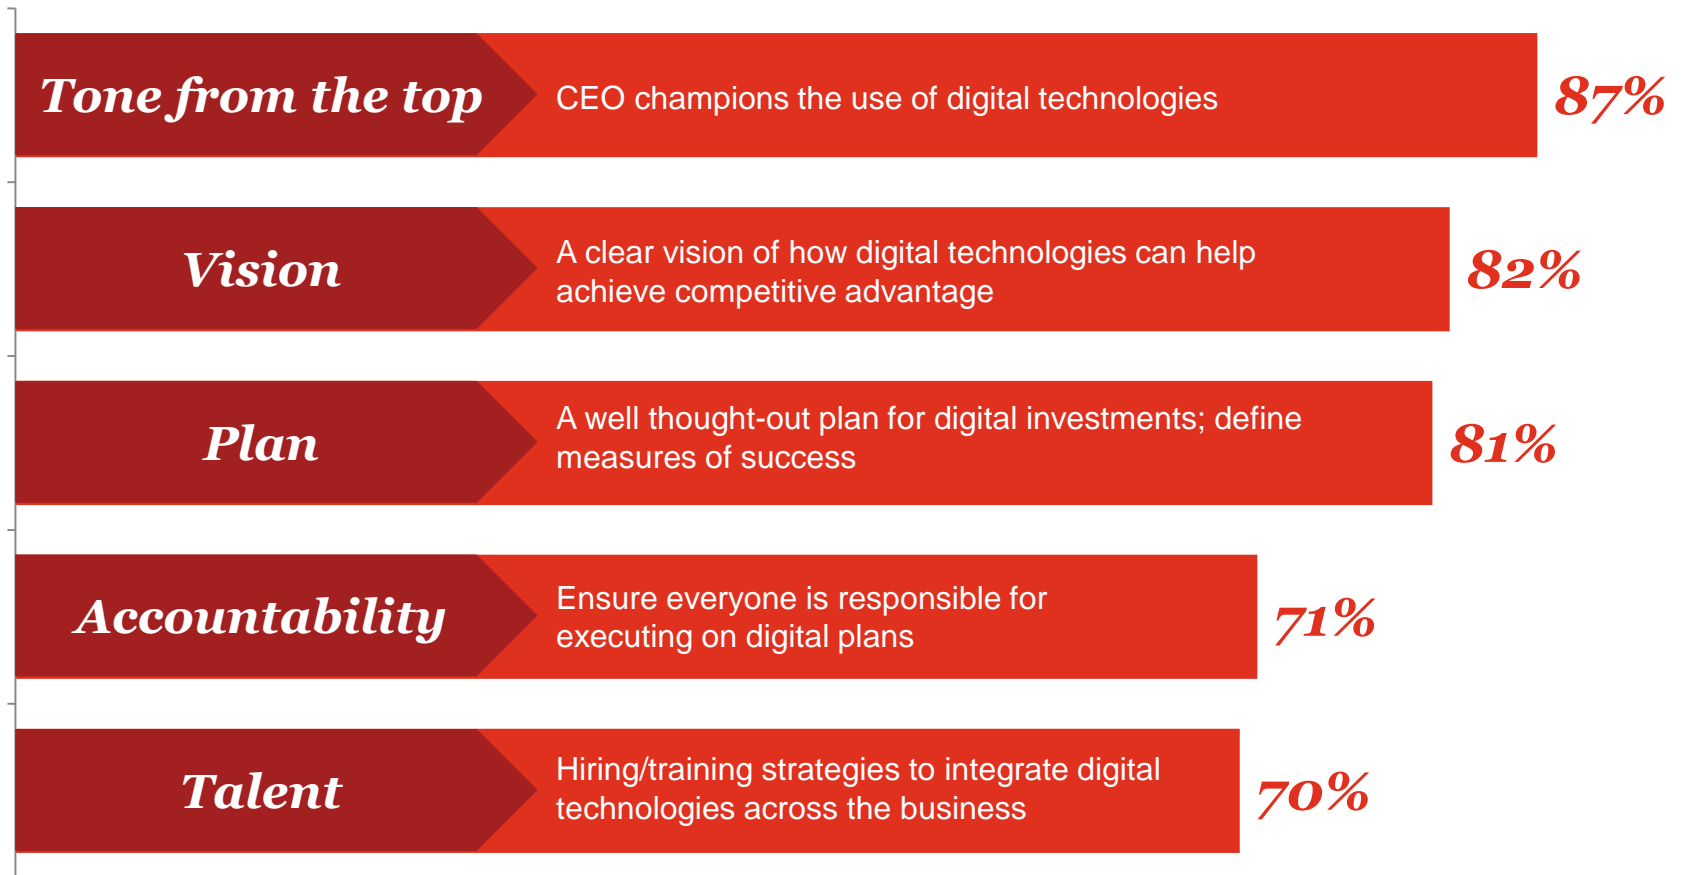 Tone from the top
CEO champions the use of digital technologies
87%
Vision
A clear vision of how digital technologies can help
achieve competitive advantage
82%
Plan
A well thought-out plan for digital investments; define
measures of success
81%
Accountability
Ensure everyone is responsible for
executing on digital plans
71%
Talent
Hiring/training strategies to integrate digital
technologies across the business
70%